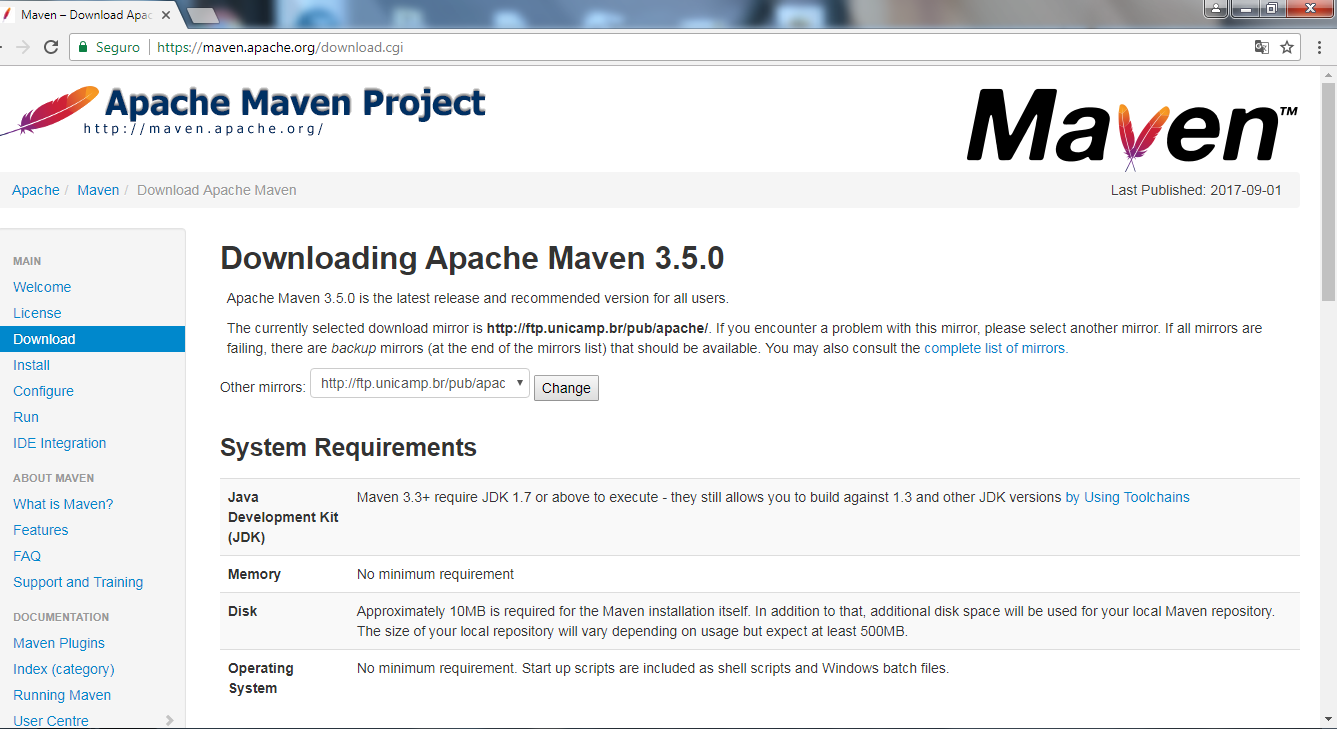 Maven – Download Apac
Seguro
https://maven.apache.org/download.cgi
Apache Maven Project
http://maven.apache.org/
Maven™
Apache / Maven / Download Apache Maven
Last Published: 2017-09-01
MAIN
Welcome
License
Download
Install
Configure
Run
IDE Integration
ABOUT MAVEN
What is Maven?
Features
FAQ
Support and Training
DOCUMENTATION
Maven Plugins
Index (category)
Running Maven
User Centre
Downloading Apache Maven 3.5.0
Apache Maven 3.5.0 is the latest release and recommended version for all users.
The currently selected download mirror is http://ftp.unicamp.br/pub/apache/. If you encounter a problem with this mirror, please select another mirror. If all mirrors are
failing, there are backup mirrors (at the end of the mirrors list) that should be available. You may also consult the complete list of mirrors.
Other mirrors: http://ftp.unicamp.br/pub/apac Change
System Requirements
Java
Development Kit
(JDK)
Maven 3.3+ require JDK 1.7 or above to execute - they still allows you to build against 1.3 and other JDK versions by Using Toolchains
Memory
No minimum requirement
Disk
Approximately 10MB is required for the Maven installation itself. In addition to that, additional disk space will be used for your local Maven repository.
The size of your local repository will vary depending on usage but expect at least 500MB.
Operating
System
No minimum requirement. Start up scripts are included as shell scripts and Windows batch files.